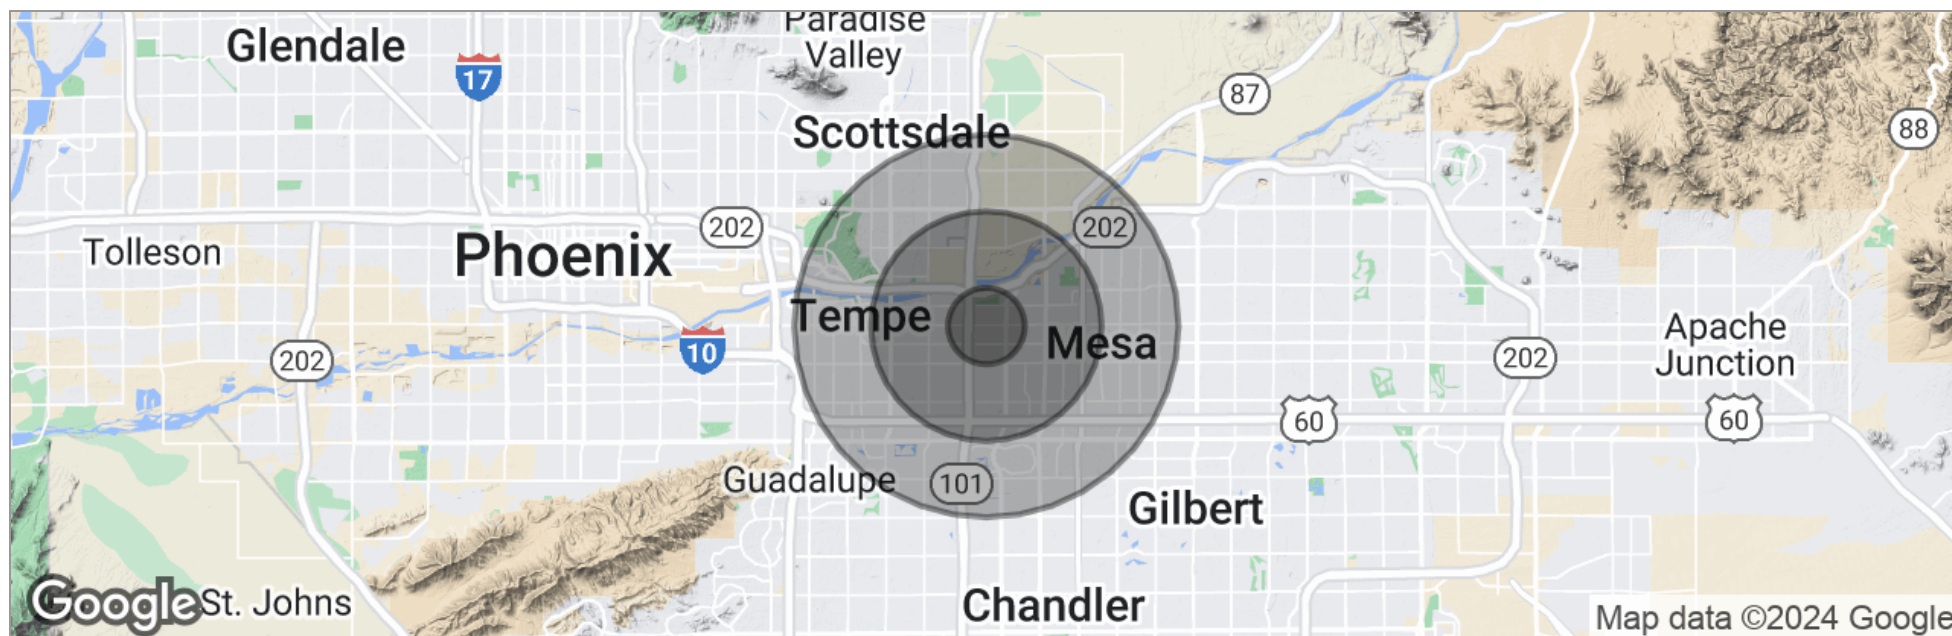 Paradise
Valley
Glendale
17
87
88
Scottsdale
202
202
Tolleson
Phoenix
Tempe
Mesa
10
202
202
Apache
Junction
60
60
Guadalupe
101
Gilbert
Google
St. Johns
Chandler
Map data ©2024 Google